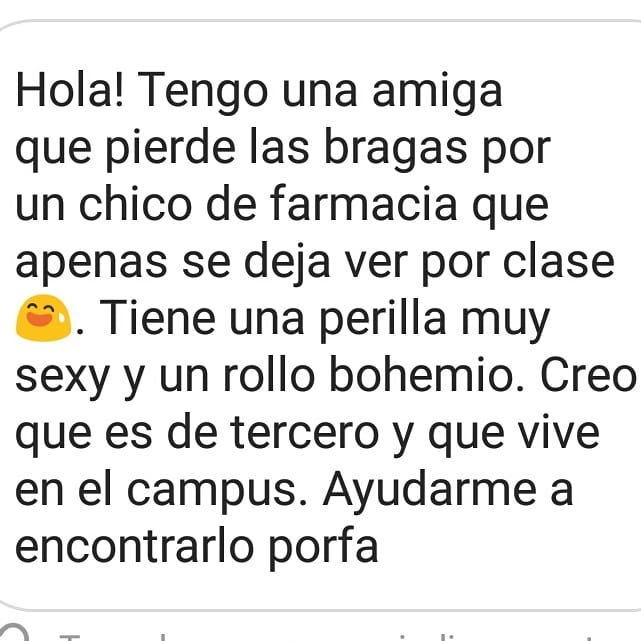 Hola! Tengo una amiga
que pierde las bragas por
un chico de farmacia que
apenas se deja ver por clase
😅. Tiene una perilla muy
sexy y un rollo bohemio. Creo
que es de tercero y que vive
en el campus. Ayudarme a
encontrarlo porfa